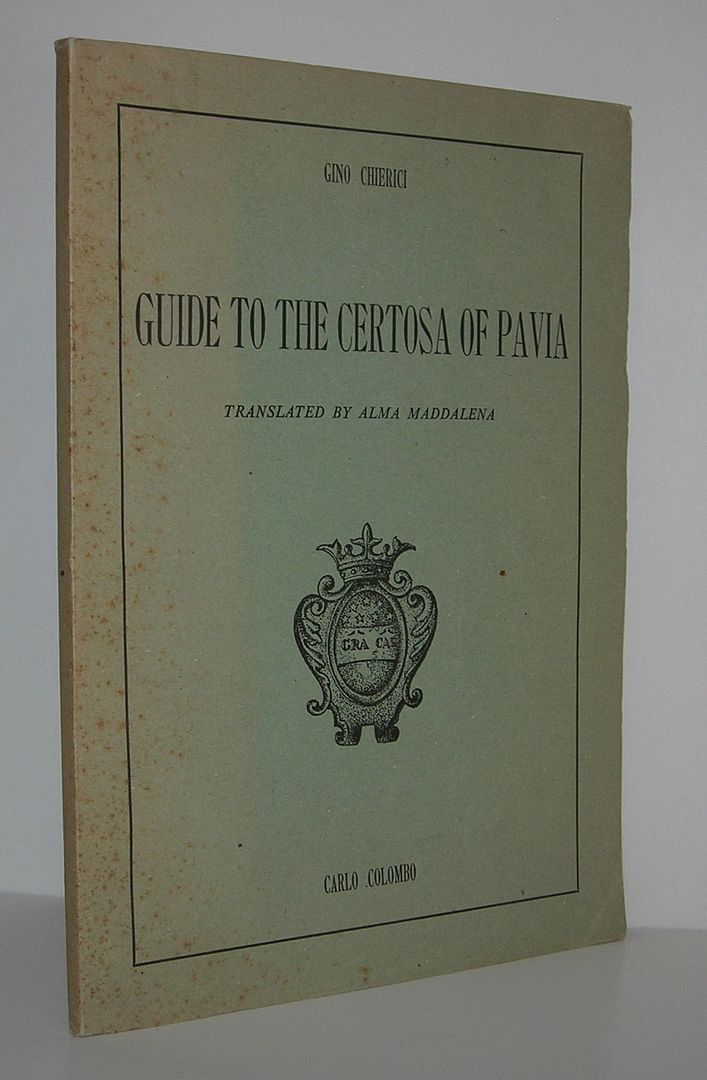 GINO CHIERICI
GUIDE TO THE CERTOSA OF PAVIA
TRANSLATED BY ALMA MADDALENA
GRA CA
CARLO .COLOMBO